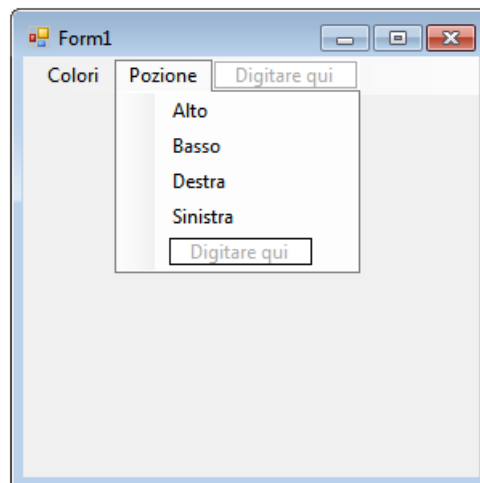 Form1
Colori Pozione Digitare qui
Alto
Basso
Destra
Sinistra
Digitare qui